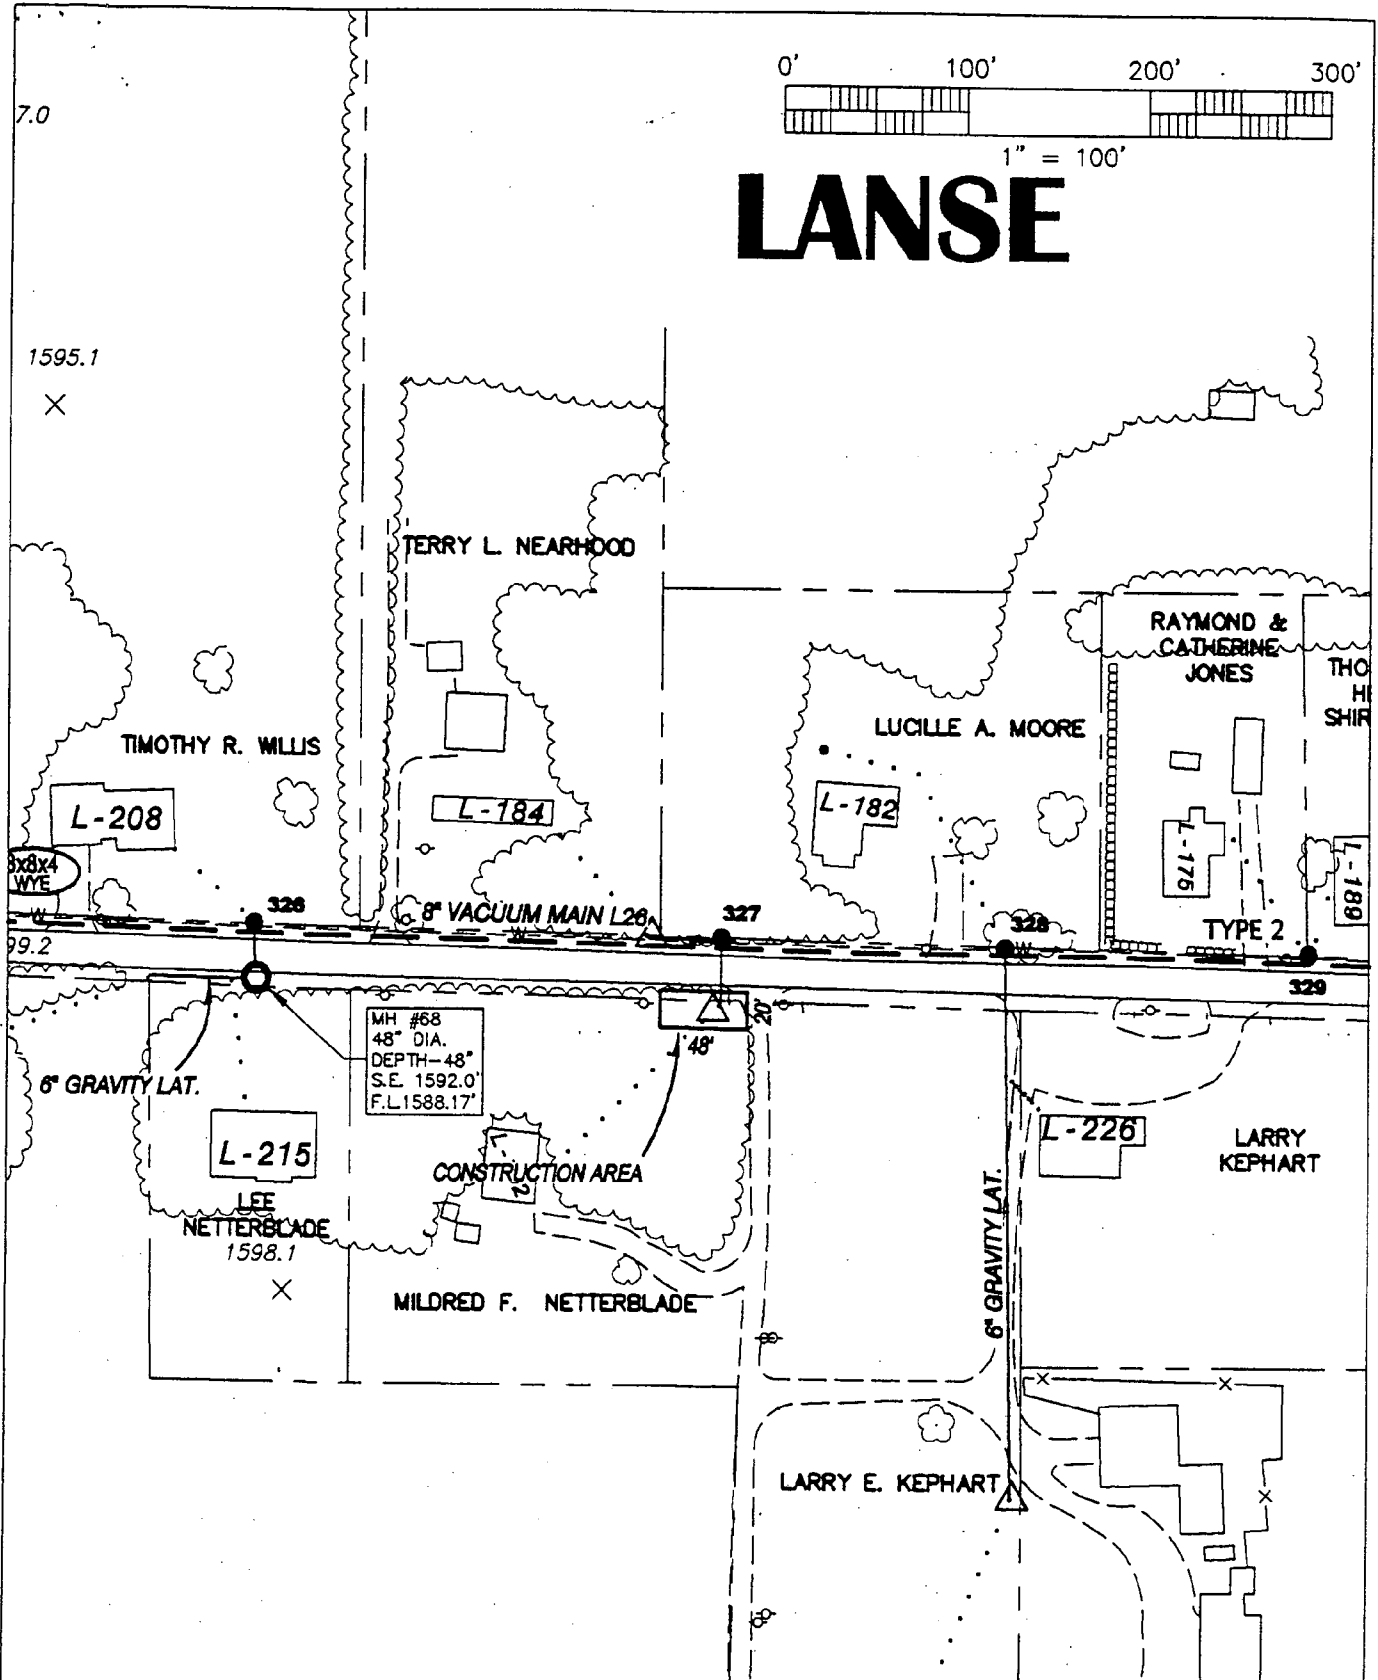 0' 100' 200' 300'
1" = 100'
LANSE
7.0
1595.1
TERRY L. NEARHOOD
RAYMOND &
CATHERINE
JONES
THO
SHIR
TIMOTHY R. WILLIS
LUCILLE A. MOORE
L-208
L-184
L-182
L-175
L-189
8x8x4
WYE
326
8" VACUUM MAIN L26
327
328
TYPE 2
329
W
W
W
99.2
MH #68
48" DIA.
DEPTH-48"
S.E. 1592.0'
F.L. 1588.17'
20'
48'
6" GRAVITY LAT.
L-215
CONSTRUCTION AREA
L-226
LARRY
KEPHART
LEE
NETTERBLADE
1598.1
MILDRED F. NETTERBLADE
6" GRAVITY LAT.
LARRY E. KEPHART